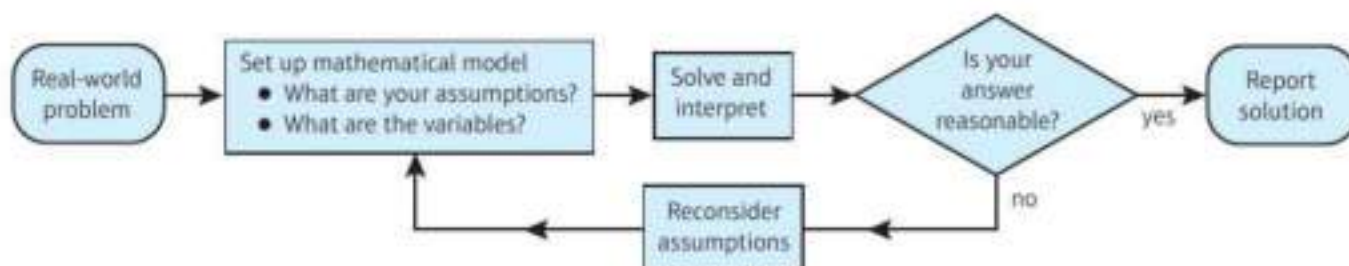 Real-world
problem
Set up mathematical model
• What are your assumptions?
• What are the variables?
Solve and
interpret
Is your
answer
reasonable?
yes
Report
solution
no
Reconsider
assumptions